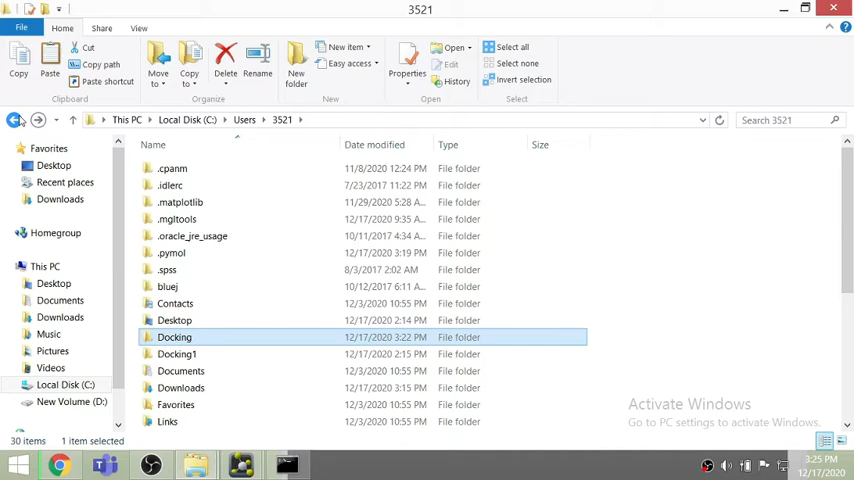 3521
File Home Share View
Copy Paste Cut Copy path Paste shortcut Move to Copy to Delete Rename New folder New item Easy access Properties Open Edit History Select all Select none Invert selection
Clipboard Organize New Open Select
This PC Local Disk (C:) Users 3521 Search 3521
Name Date modified Type Size
Favorites
Desktop
Recent places
Downloads
Homegroup
This PC
Desktop
Documents
Downloads
Music
Pictures
Videos
Local Disk (C:)
New Volume (D:)
.cpanm 11/8/2020 12:24 PM File folder
.idlerc 7/23/2017 11:22 PM File folder
.matplotlib 11/29/2020 5:28 A... File folder
.mgltools 12/17/2020 9:35 A... File folder
.oracle_jre_usage 10/11/2017 4:34 A... File folder
.pymol 12/17/2020 3:19 PM File folder
.spss 8/3/2017 2:02 AM File folder
bluej 10/12/2017 6:11 A... File folder
Contacts 12/3/2020 10:55 PM File folder
Desktop 12/17/2020 2:14 PM File folder
Docking 12/17/2020 3:22 PM File folder
Docking1 12/17/2020 2:15 PM File folder
Documents 12/3/2020 10:55 PM File folder
Downloads 12/17/2020 3:15 PM File folder
Favorites 12/3/2020 10:55 PM File folder
Links 12/3/2020 10:55 PM File folder
Activate Windows
Go to PC settings to activate Windows.
30 items 1 item selected
3:25 PM
12/17/2020